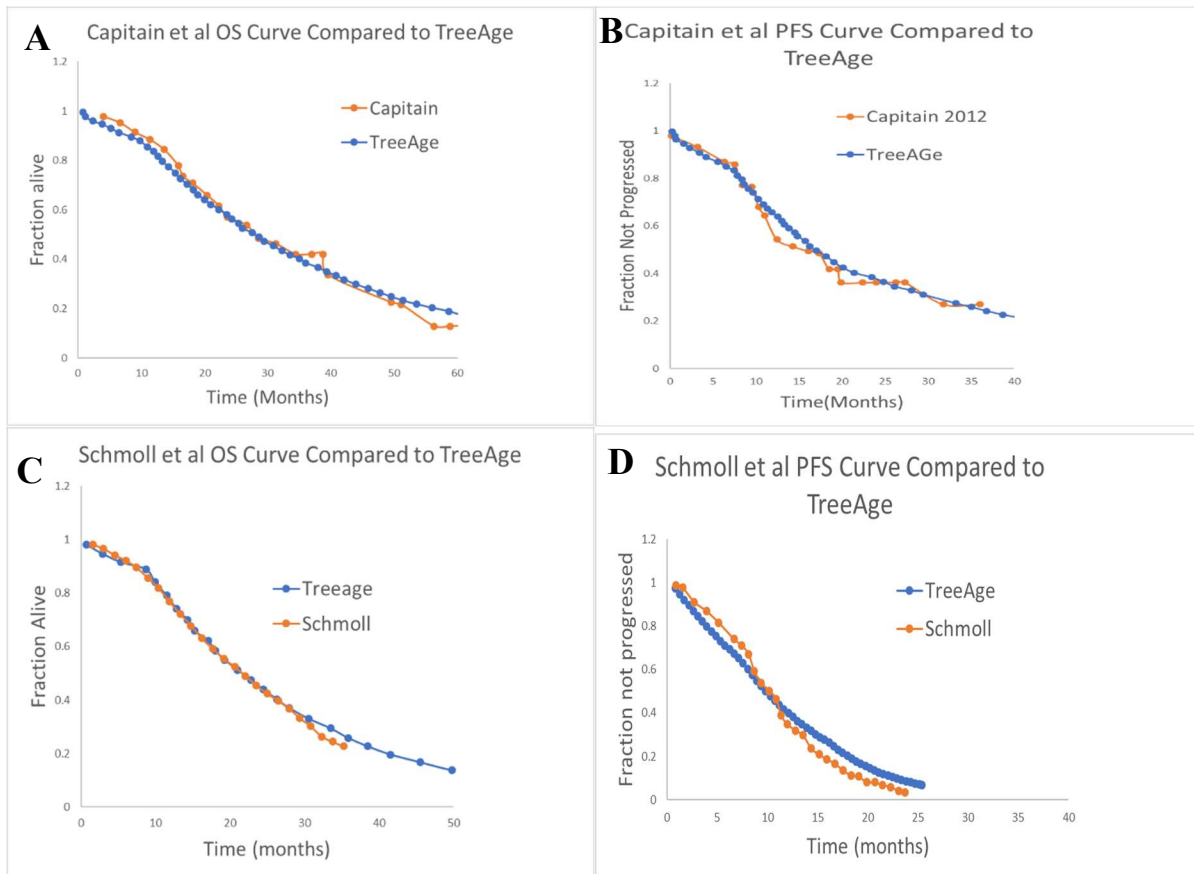 A
Capitain et al OS Curve Compared to TreeAge
1.2
1
0.8
0.6
0.4
0.2
0
Fraction alive
Capitain
TreeAge
0 10 20 30 40 50 60
Time (Months)
B
Capitain et al PFS Curve Compared to
TreeAge
1.2
1
0.8
0.6
0.4
0.2
0
Fraction Not Progressed
Capitain 2012
TreeAGe
0 5 10 15 20 25 30 35 40
Time(Months)
C
Schmoll et al OS Curve Compared to TreeAge
1.2
1
0.8
0.6
0.4
0.2
0
Fraction Alive
Treeage
Schmoll
0 10 20 30 40 50
Time (months)
D
Schmoll et al PFS Curve Compared to
TreeAge
1.2
1
0.8
0.6
0.4
0.2
0
Fraction not progressed
TreeAge
Schmoll
0 5 10 15 20 25 30 35 40
Time (months)